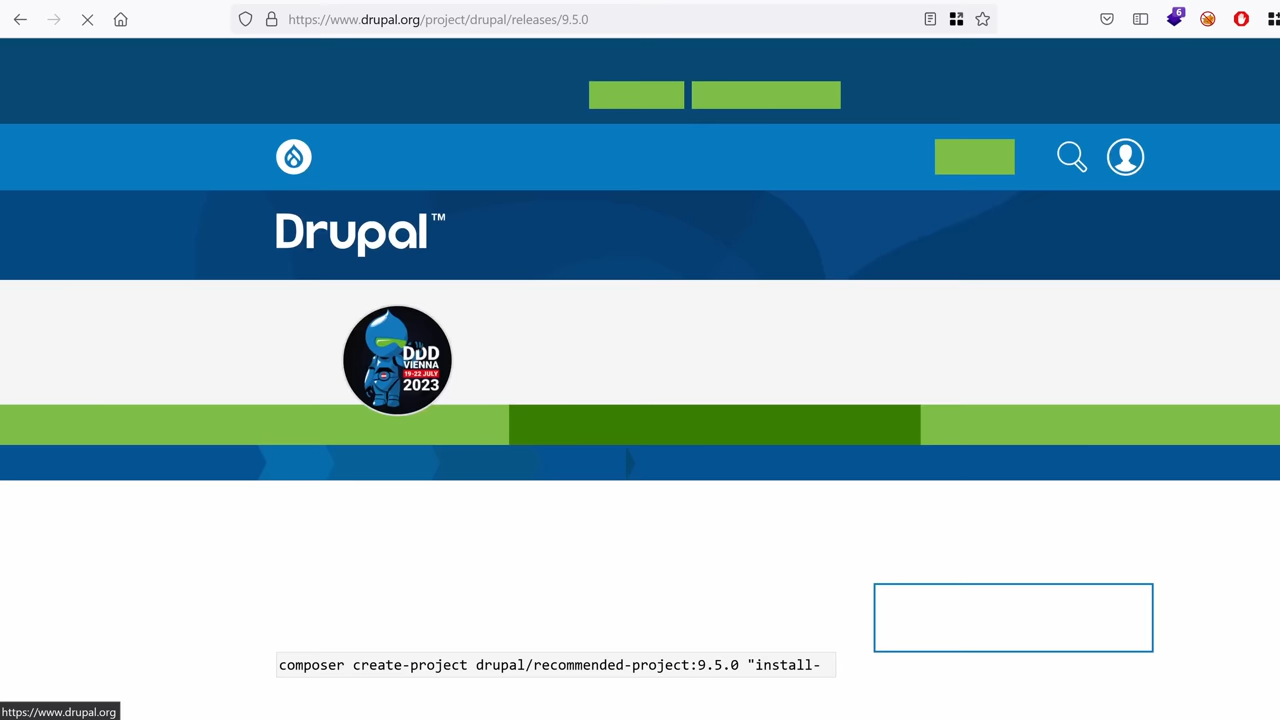 https://www.drupal.org/project/drupal/releases/9.5.0
6
Drupal™
DDD
VIENNA
19-22 JULY
2023
composer create-project drupal/recommended-project:9.5.0 "install-
https://www.drupal.org